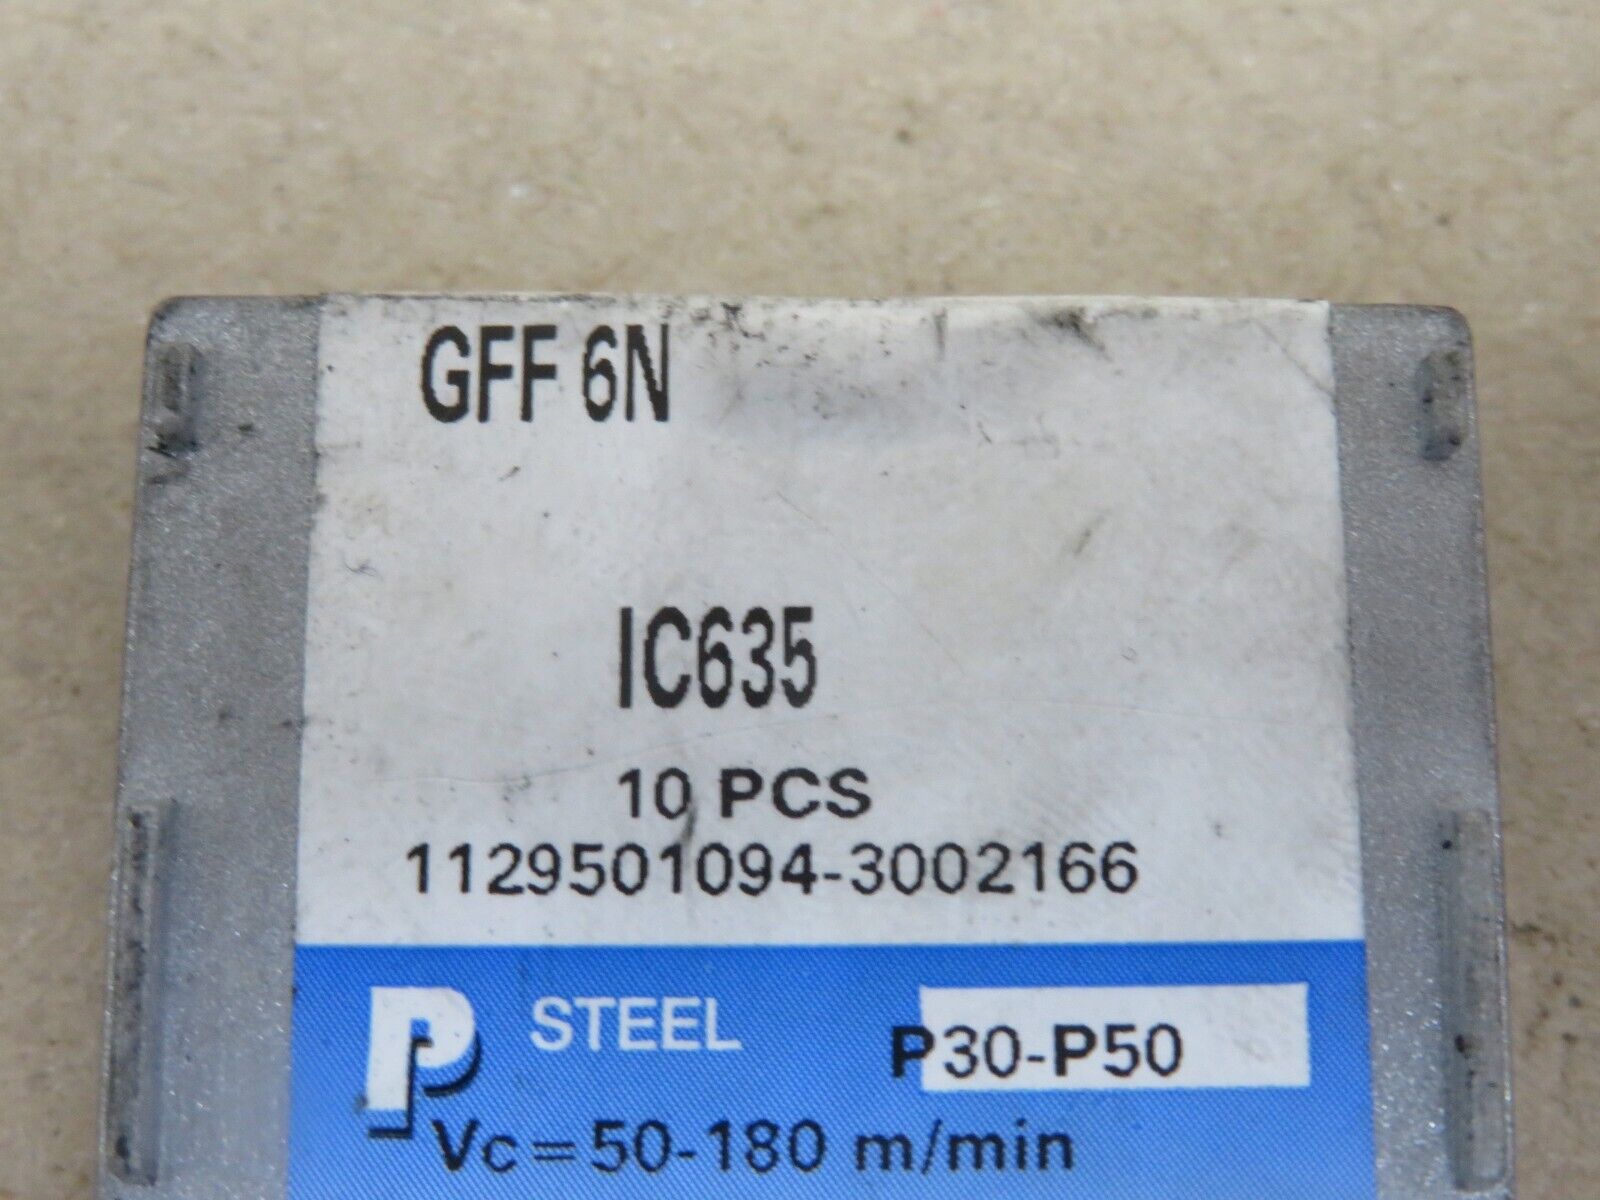 GFF 6N
IC635
10 PCS
1129501094-3002166
P STEEL P30-P50
Vc=50-180 m/min